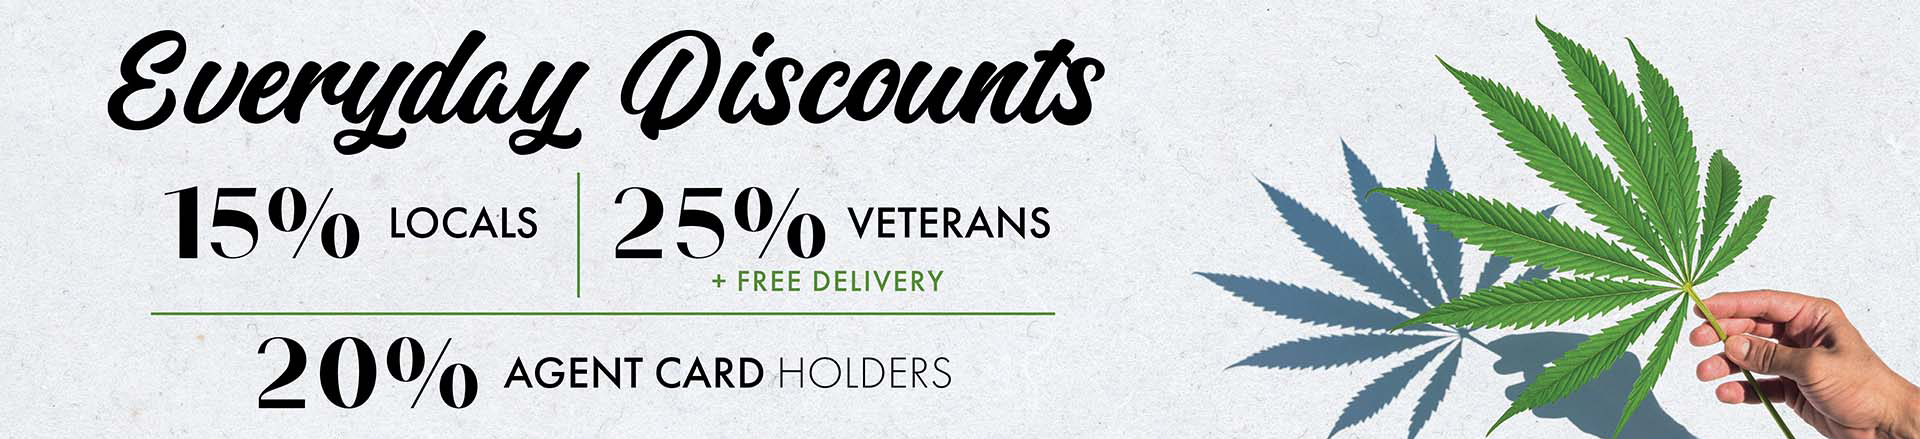 Everyday Discounts
15% LOCALS
25% VETERANS
+ FREE DELIVERY
20% AGENT CARD HOLDERS